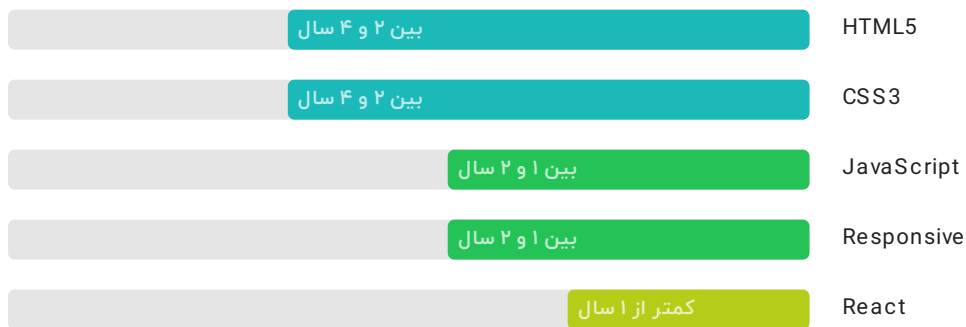 HTML5 بین ۲ و ۴ سال
CSS3 بین ۲ و ۴ سال
JavaScript بین ۱ و ۲ سال
Responsive بین ۱ و ۲ سال
React کمتر از ۱ سال